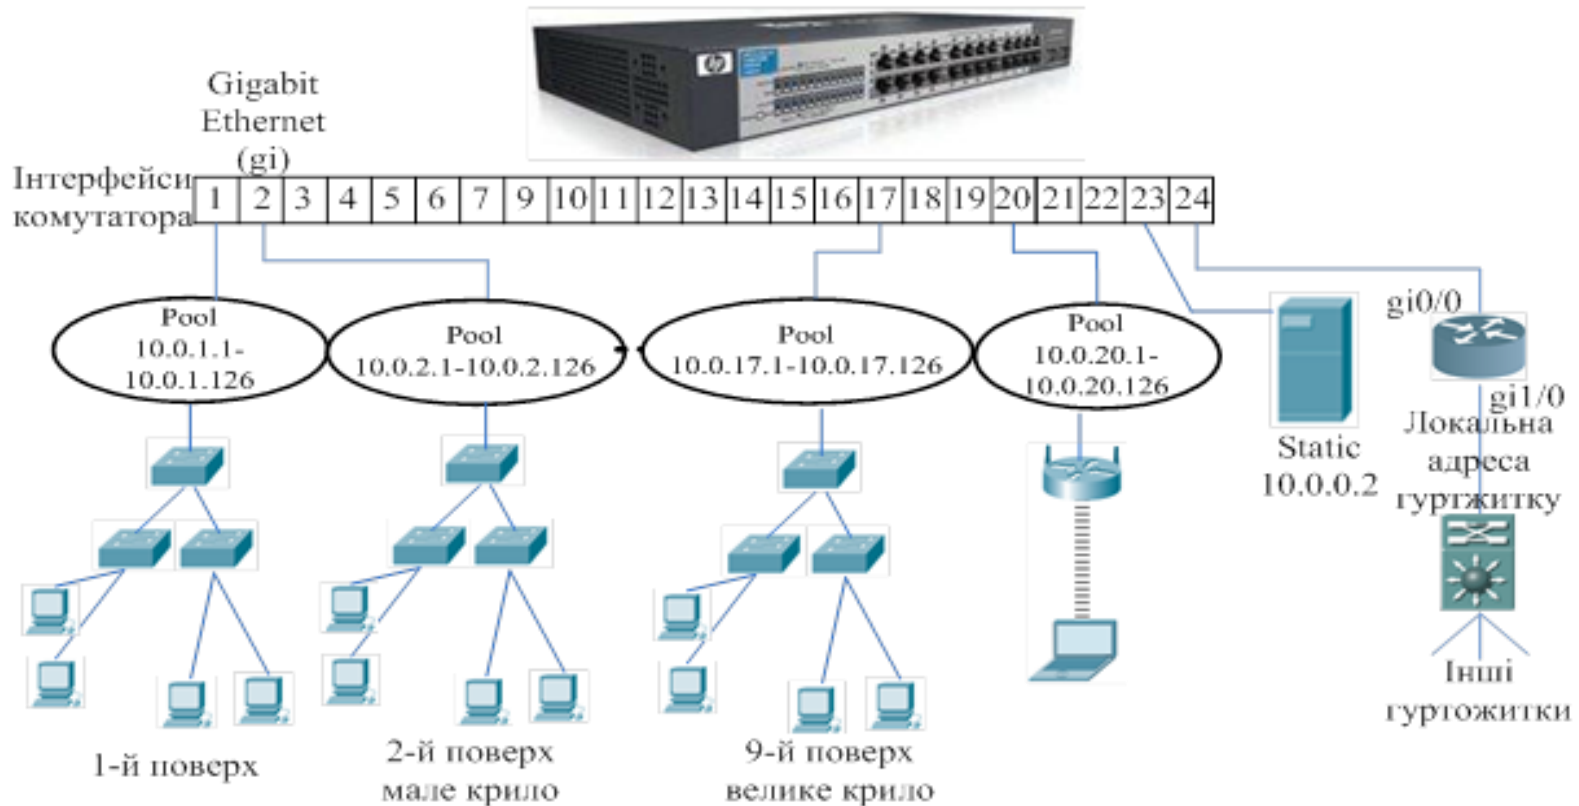 hp
Gigabit
Ethernet
(gi)
Інтерфейси
комутатора
1 2 3 4 5 6 7 9 10 11 12 13 14 15 16 17 18 19 20 21 22 23 24
Pool
10.0.1.1-
10.0.1.126
Pool
10.0.2.1-10.0.2.126
Pool
10.0.17.1-10.0.17.126
Pool
10.0.20.1-
10.0.20.126
gi0/0
gi1/0
Static
10.0.0.2
Локальна
адреса
гуртжитку
Інші
гуртожитки
1-й поверх
2-й поверх
мале крило
9-й поверх
велике крило